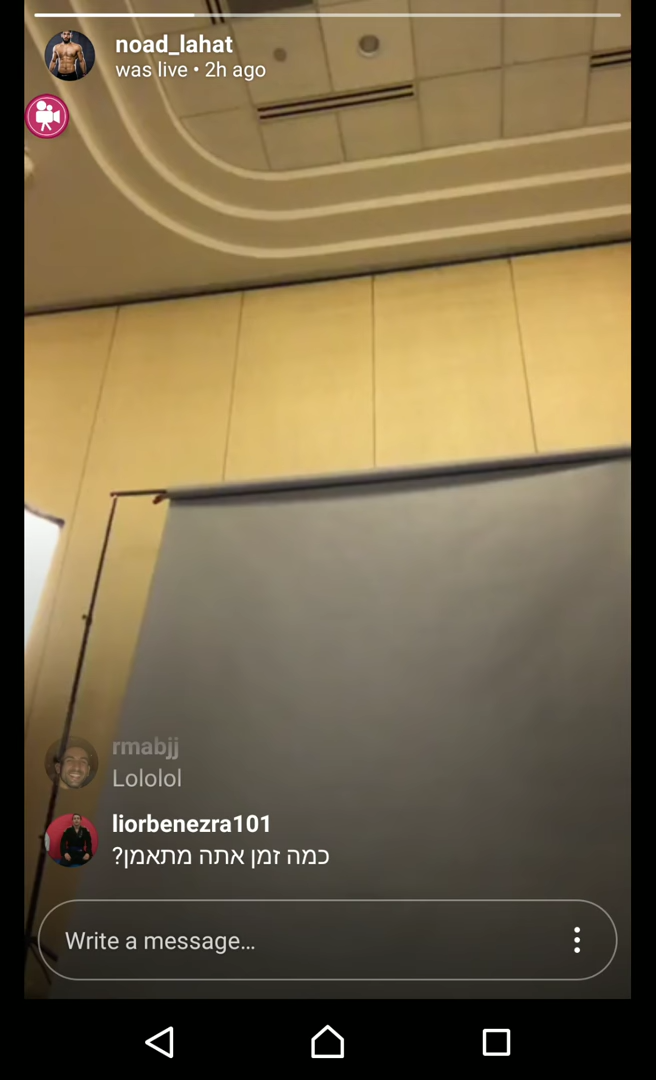 noad_lahat
was live • 2h ago
rmabjj
Lololol
liorbenezra101
כמה זמן אתה מתאמן?
Write a message...